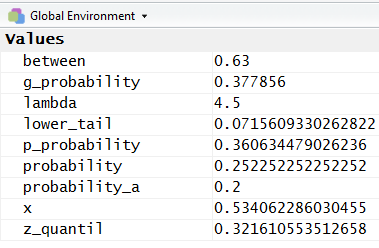 Global Environment
Values
between 0.63
g_probability 0.377856
lambda 4.5
lower_tail 0.0715609330262822
p_probability 0.360634479026236
probability 0.252252252252252
probability_a 0.2
x 0.534062286030455
z_quantil 0.321610553512658